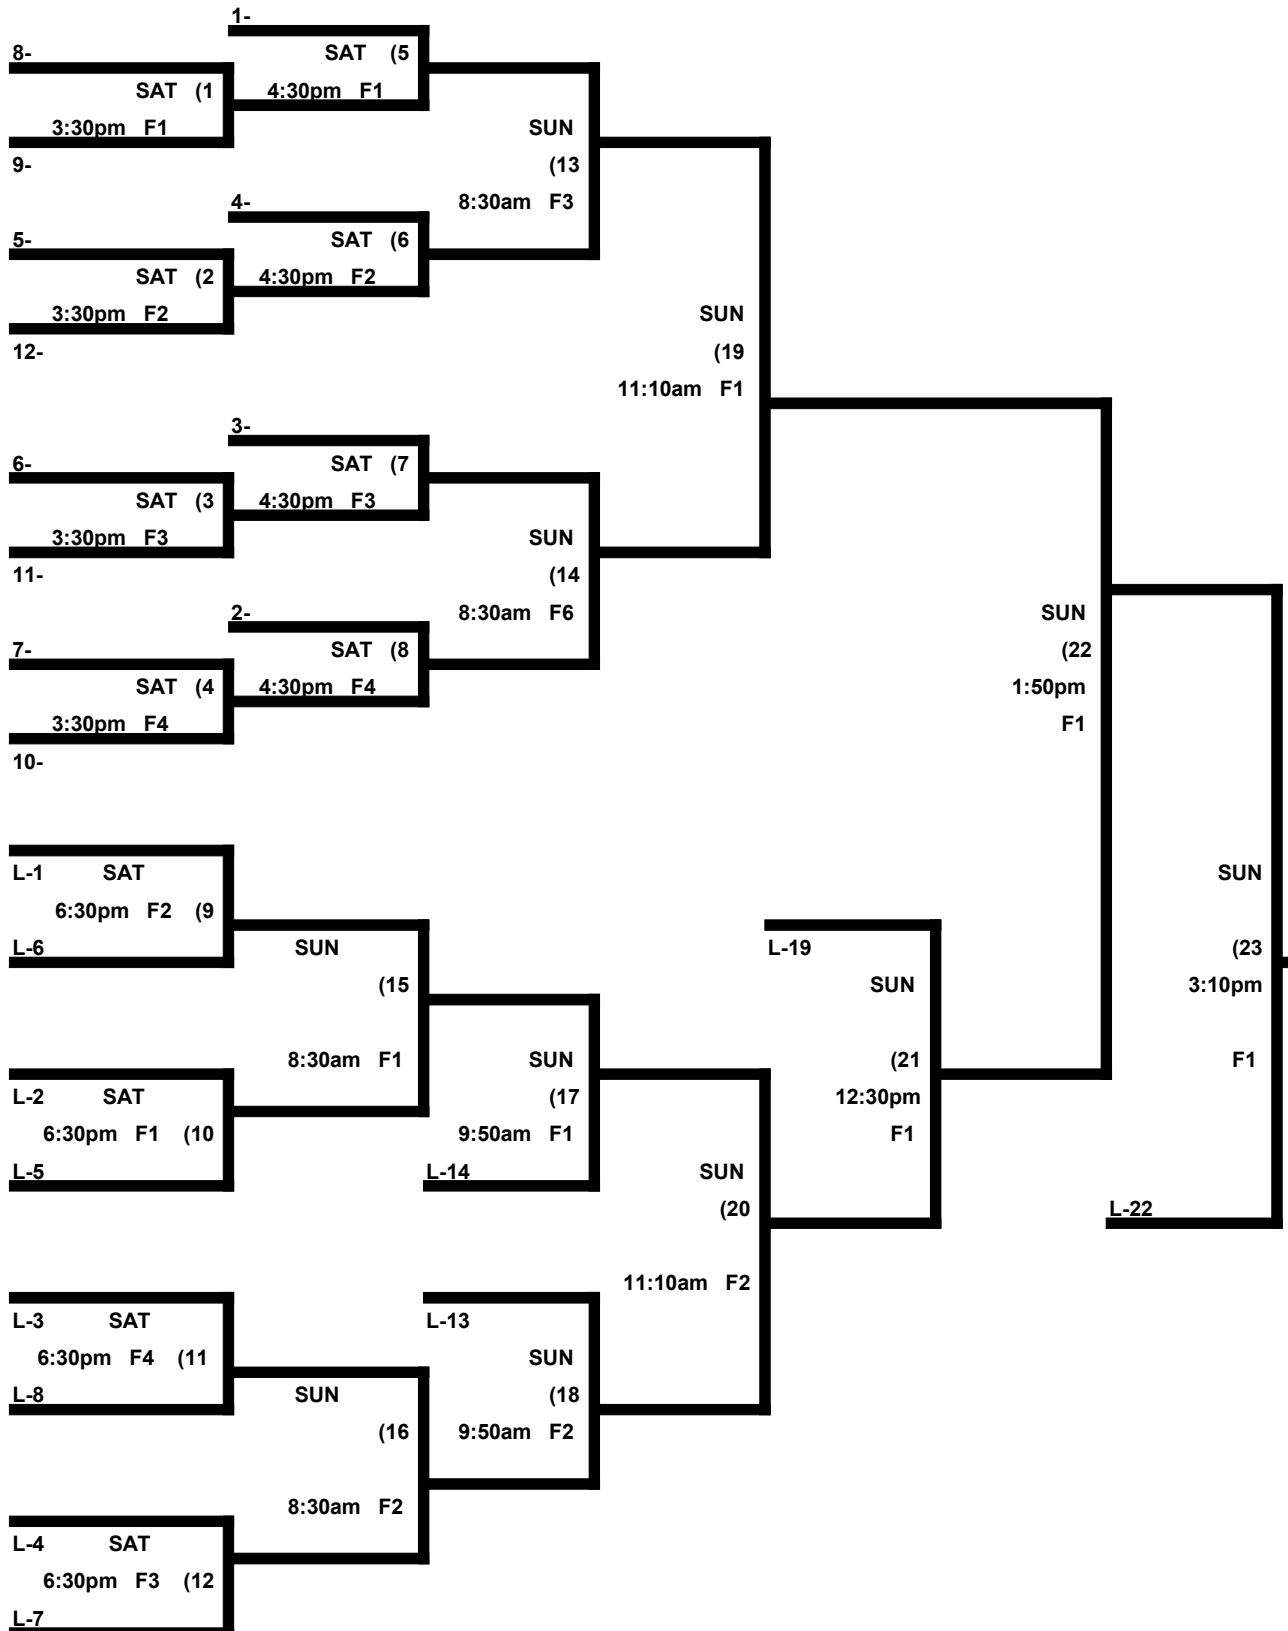 1-
8-
SAT (5
SAT (1
4:30pm F1
3:30pm F1
SUN
9-
(13
4-
8:30am F3
5-
SAT (6
SAT (2
4:30pm F2
3:30pm F2
SUN
12-
(19
11:10am F1
3-
6-
SAT (7
SAT (3
4:30pm F3
3:30pm F3
SUN
11-
(14
2-
8:30am F6
SUN
7-
SAT (8
(22
SAT (4
4:30pm F4
1:50pm
3:30pm F4
F1
10-
L-1 SAT
SUN
6:30pm F2 (9
L-6
SUN
L-19
(23
(15
SUN
3:10pm
8:30am F1
SUN
(21
F1
L-2 SAT
(17
12:30pm
6:30pm F1 (10
9:50am F1
F1
L-5
L-14
SUN
(20
L-22
11:10am F2
L-3 SAT
L-13
6:30pm F4 (11
SUN
L-8
SUN
(18
(16
9:50am F2
8:30am F2
L-4 SAT
6:30pm F3 (12
L-7